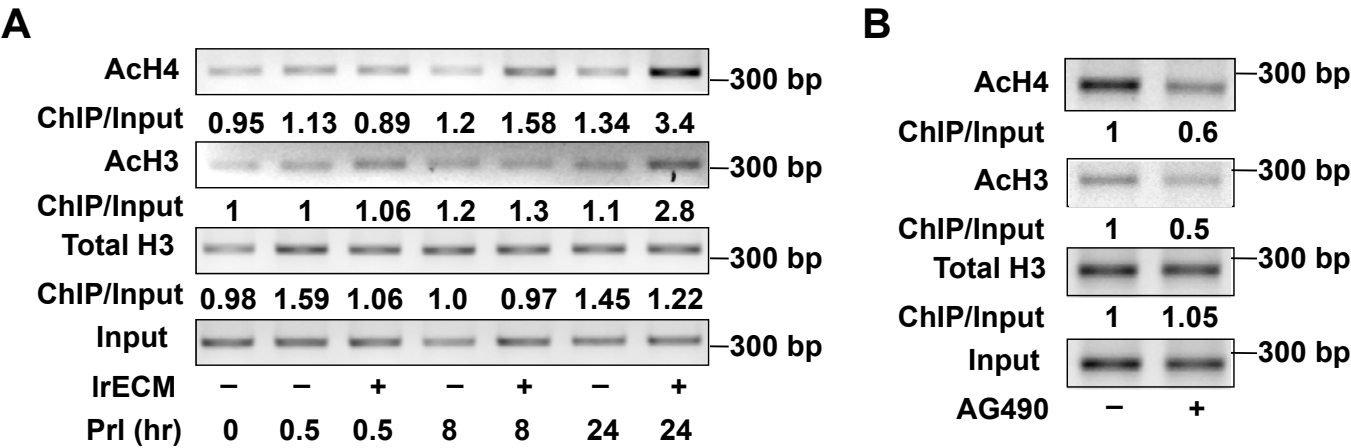 A
AcH4
300 bp
ChIP/Input 0.95 1.13 0.89 1.2 1.58 1.34 3.4
AcH3
300 bp
ChIP/Input 1 1 1.06 1.2 1.3 1.1 2.8
Total H3
300 bp
ChIP/Input 0.98 1.59 1.06 1.0 0.97 1.45 1.22
Input
300 bp
lrECM – – + – + – +
Prl (hr) 0 0.5 0.5 8 8 24 24
B
AcH4
300 bp
ChIP/Input 1 0.6
AcH3
300 bp
ChIP/Input 1 0.5
Total H3
300 bp
ChIP/Input 1 1.05
Input
300 bp
AG490 – +